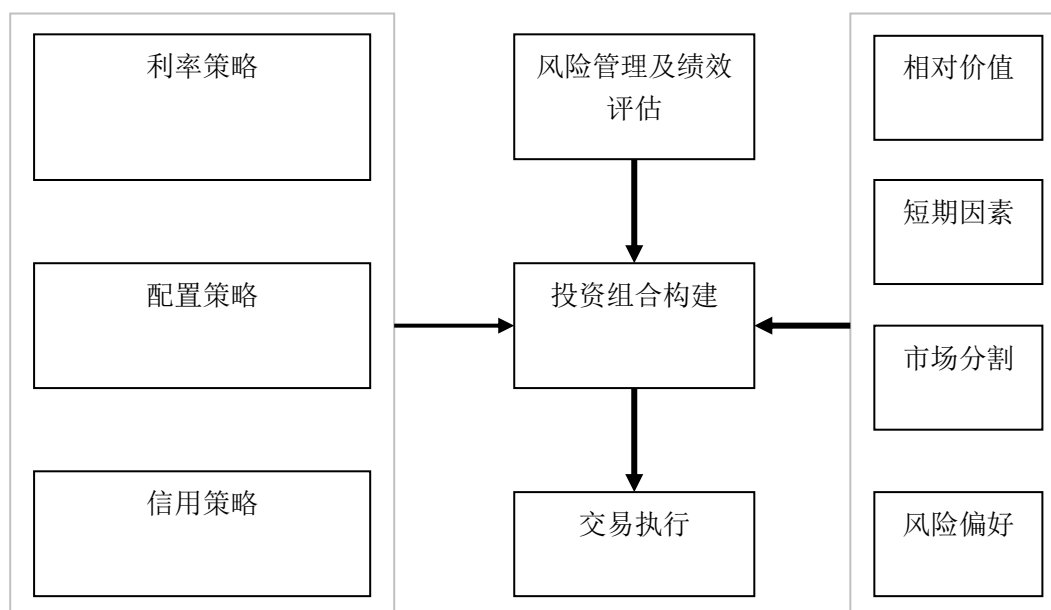 利率策略
配置策略
信用策略
风险管理及绩效
评估
投资组合构建
交易执行
相对价值
短期因素
市场分割
风险偏好